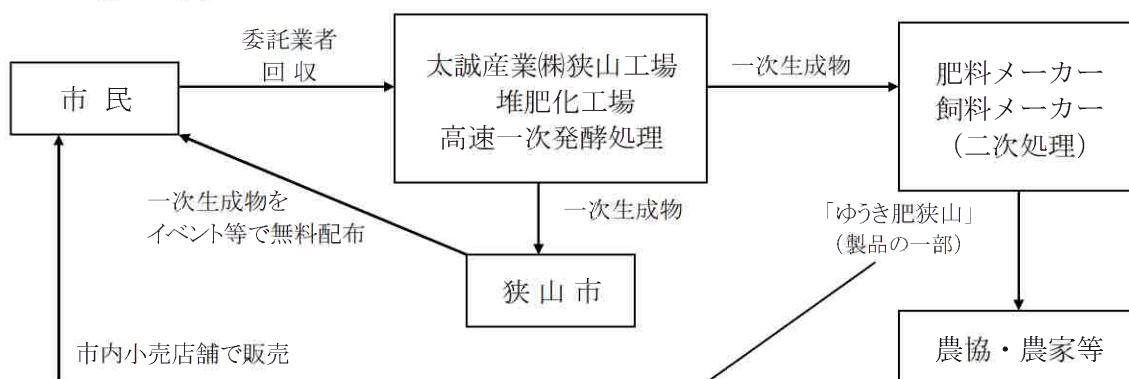 委託業者
回収
市民
太誠産業㈱狭山工場
堆肥化工場
高速一次発酵処理
一次生成物
肥料メーカー
飼料メーカー
(二次処理)
一次生成物を
イベント等で無料配布
一次生成物
「ゆうき肥狭山」
(製品の一部)
狭山市
市内小売店舗で販売
農協・農家等